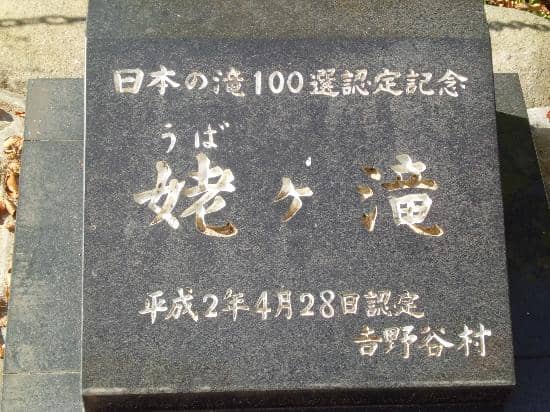 日本の滝100選認定記念
うば
姥ヶ滝
平成2年4月28日認定
𠮷野谷村